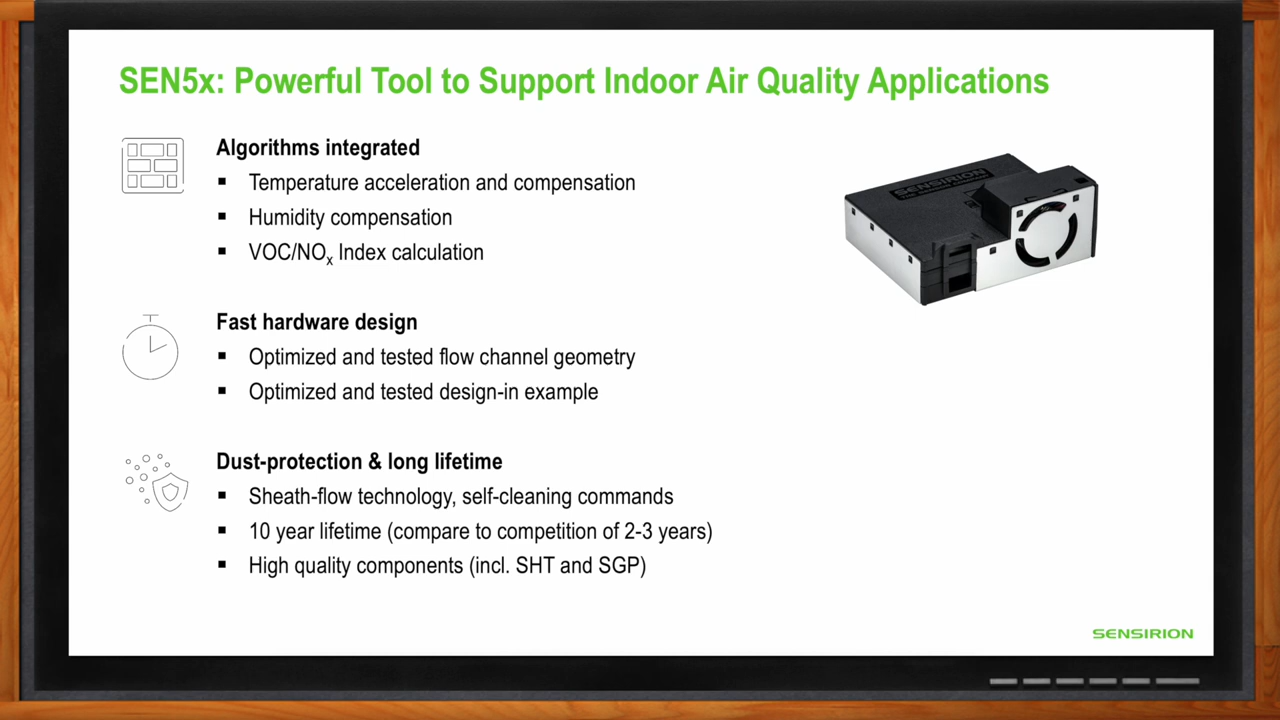 SEN5x: Powerful Tool to Support Indoor Air Quality Applications
Algorithms integrated
▪ Temperature acceleration and compensation
▪ Humidity compensation
▪ VOC/NOx Index calculation
SENSIRION
Fast hardware design
▪ Optimized and tested flow channel geometry
▪ Optimized and tested design-in example
Dust-protection & long lifetime
▪ Sheath-flow technology, self-cleaning commands
▪ 10 year lifetime (compare to competition of 2-3 years)
▪ High quality components (incl. SHT and SGP)
SENSIRION